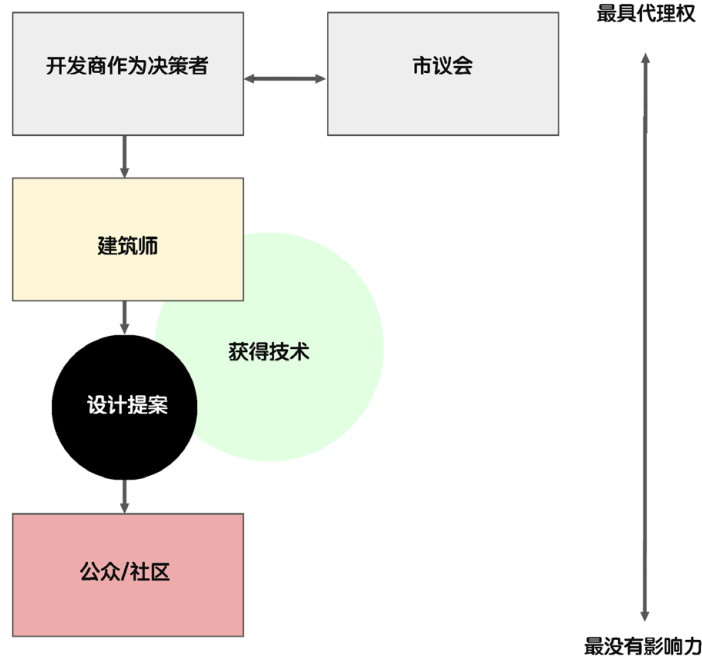 最具代理权
开发商作为决策者
市议会
建筑师
获得技术
设计提案
公众/社区
最没有影响力